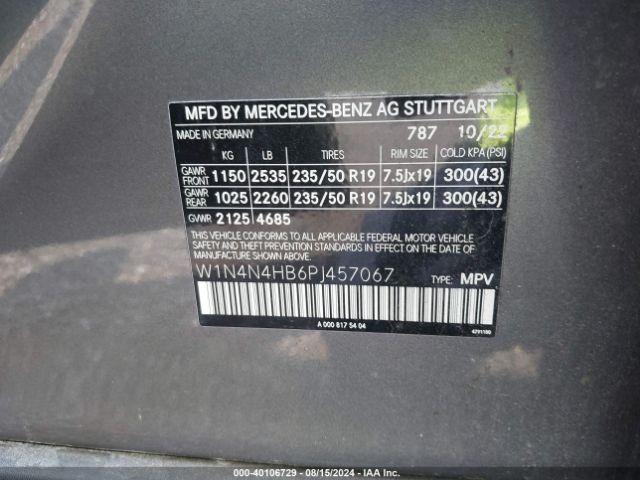 MFD BY MERCEDES-BENZ AG STUTTGART
MADE IN GERMANY 787 10/22
KG LB TIRES RIM SIZE COLD KPA (PSI)
GAWR FRONT 1150 2535 235/50 R19 7.5Jx19 300(43)
GAWR REAR 1025 2260 235/50 R19 7.5Jx19 300(43)
GVWR 2125 4685
THIS VEHICLE CONFORMS TO ALL APPLICABLE FEDERAL MOTOR VEHICLE
SAFETY AND THEFT PREVENTION STANDARDS IN EFFECT ON THE DATE OF
MANUFACTURE SHOWN ABOVE.
W1N4N4HB6PJ457067 TYPE: MPV
A 000 817 54 04 4791100
000-40106729 - 08/15/2024 - IAA Inc.